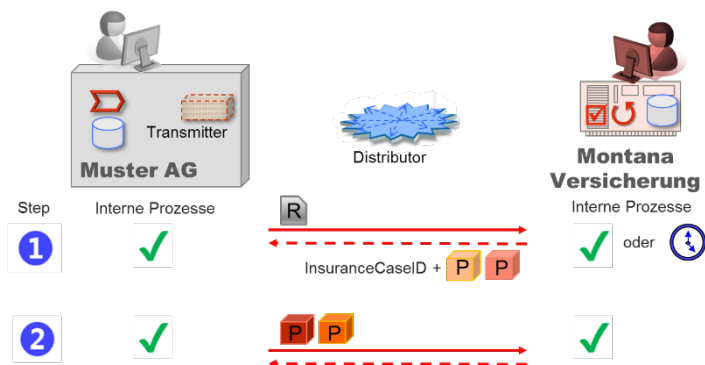 Transmitter
Muster AG
Distributor
Montana
Versicherung
Step
Interne Prozesse
Interne Prozesse
R
1
oder
InsuranceCaseID +
P
P
2
P
P